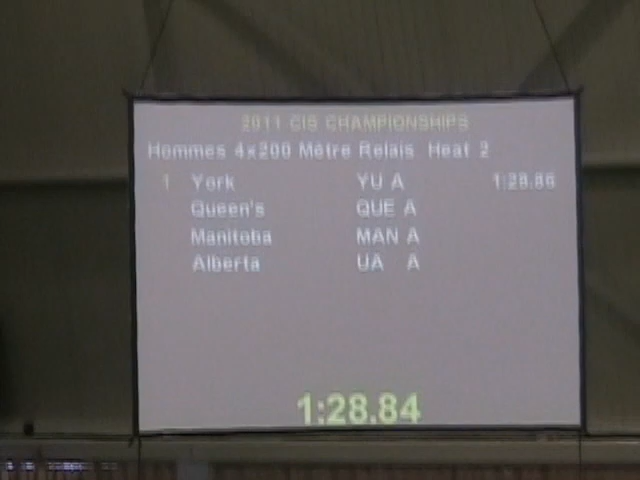 2011 CIS CHAMPIONSHIPS
Hommes 4x200 Métre Relais Heat 2
1 York YU A 1:28.86
Queen's QUE A
Manitoba MAN A
Alberta UA A
1:28.84